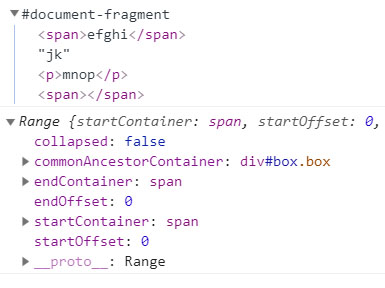 ▼#document-fragment
<span>efghi</span>
"jk"
<p>mnop</p>
<span></span>
▼Range {startContainer: span, startOffset: 0,
collapsed: false
▶commonAncestorContainer: div#box.box
▶endContainer: span
endOffset: 0
▶startContainer: span
startOffset: 0
▶__proto__: Range